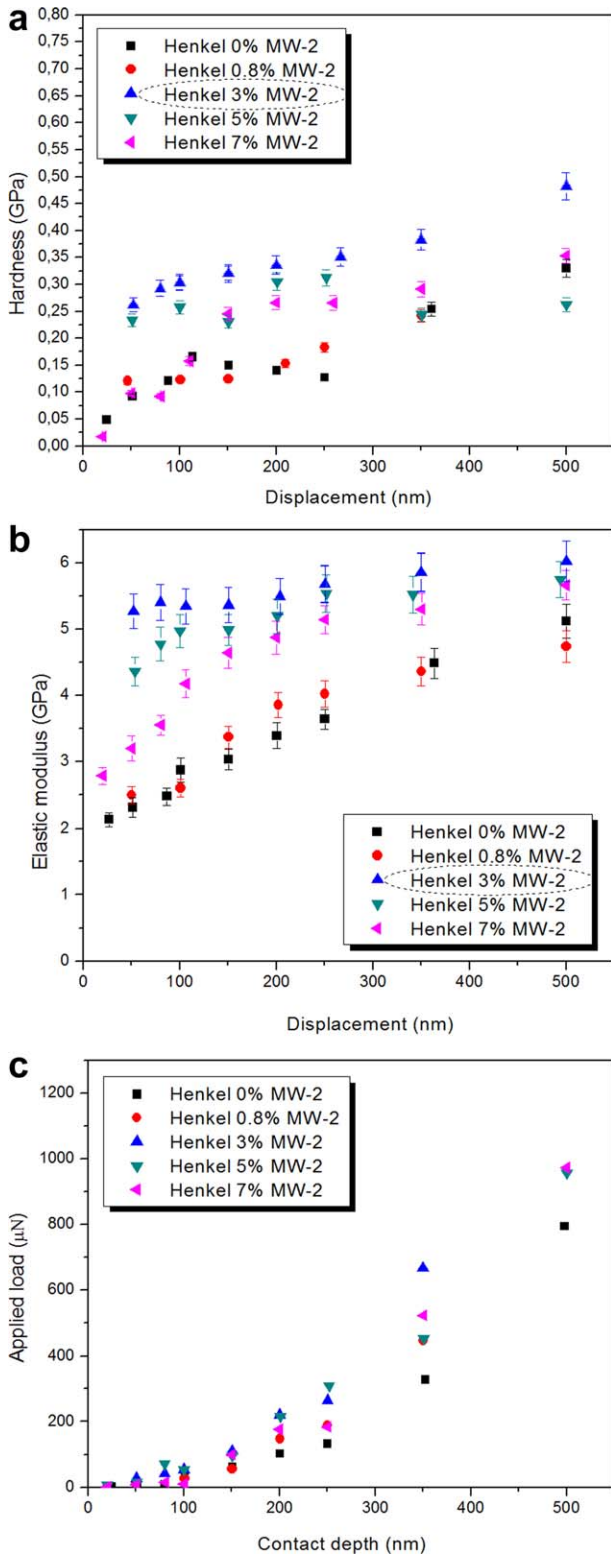 a
0,80
0,75
0,70
0,65
0,60
0,55
0,50
0,45
0,40
0,35
0,30
0,25
0,20
0,15
0,10
0,05
0,00
Hardness (GPa)
Henkel 0% MW-2
Henkel 0.8% MW-2
Henkel 3% MW-2
Henkel 5% MW-2
Henkel 7% MW-2
0 100 200 300 400 500
Displacement (nm)
b
6
5
4
3
2
1
0
Elastic modulus (GPa)
Henkel 0% MW-2
Henkel 0.8% MW-2
Henkel 3% MW-2
Henkel 5% MW-2
Henkel 7% MW-2
0 100 200 300 400 500
Displacement (nm)
c
1200
1000
800
600
400
200
0
Applied load (μN)
Henkel 0% MW-2
Henkel 0.8% MW-2
Henkel 3% MW-2
Henkel 5% MW-2
Henkel 7% MW-2
0 100 200 300 400 500
Contact depth (nm)